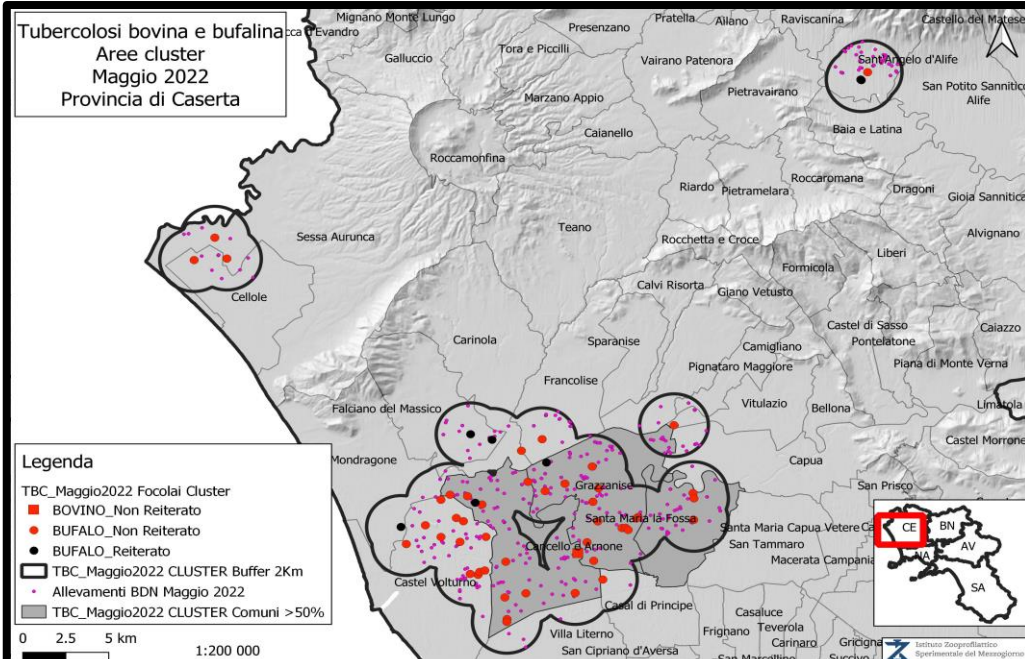 Tubercolosi bovina e bufalina
Aree cluster
Maggio 2022
Provincia di Caserta
Mignano Monte Lungo
Presenzano
Pratella
Ailano
Raviscanina
Castello del Matese
Galluccio
Tora e Piccilli
Vairano Patenora
Sant'Angelo d'Alife
Marzano Appio
Pietravairano
San Potito Sannitico
Alife
Caianello
Baia e Latina
Roccamonfina
Riardo
Pietramelara
Roccaromana
Dragoni
Gioia Sannitica
Sessa Aurunca
Teano
Rocchetta e Croce
Alvignano
Liberi
Formicola
Cellole
Calvi Risorta
Giano Vetusto
Carinola
Sparanise
Castel di Sasso
Caiazzo
Pontelatone
Camigliano
Pignataro Maggiore
Piana di Monte Verna
Francolise
Falciano del Massico
Vitulazio
Bellona
Limatola
Mondragone
Capua
Castel Morrone
Grazzanise
San Prisco
Santa Maria la Fossa
Santa Maria Capua Vetere
Cancello e Arnone
San Tammaro
Macerata Campania
Castel Volturno
Casal di Principe
Casaluce
Villa Literno
Frignano
Teverola
Carinaro
San Cipriano d'Aversa
San Marcellino
Succivo
Legenda
TBC_Maggio2022 Focolai Cluster
BOVINO_Non Reiterato
BUFALO_Non Reiterato
BUFALO_Reiterato
TBC_Maggio2022 CLUSTER Buffer 2Km
Allevamenti BDN Maggio 2022
TBC_Maggio2022 CLUSTER Comuni >50%
0 2.5 5 km
1:200 000
CE
BN
NA
AV
SA
Istituto Zooprofilattico
Sperimentale del Mezzogiorno